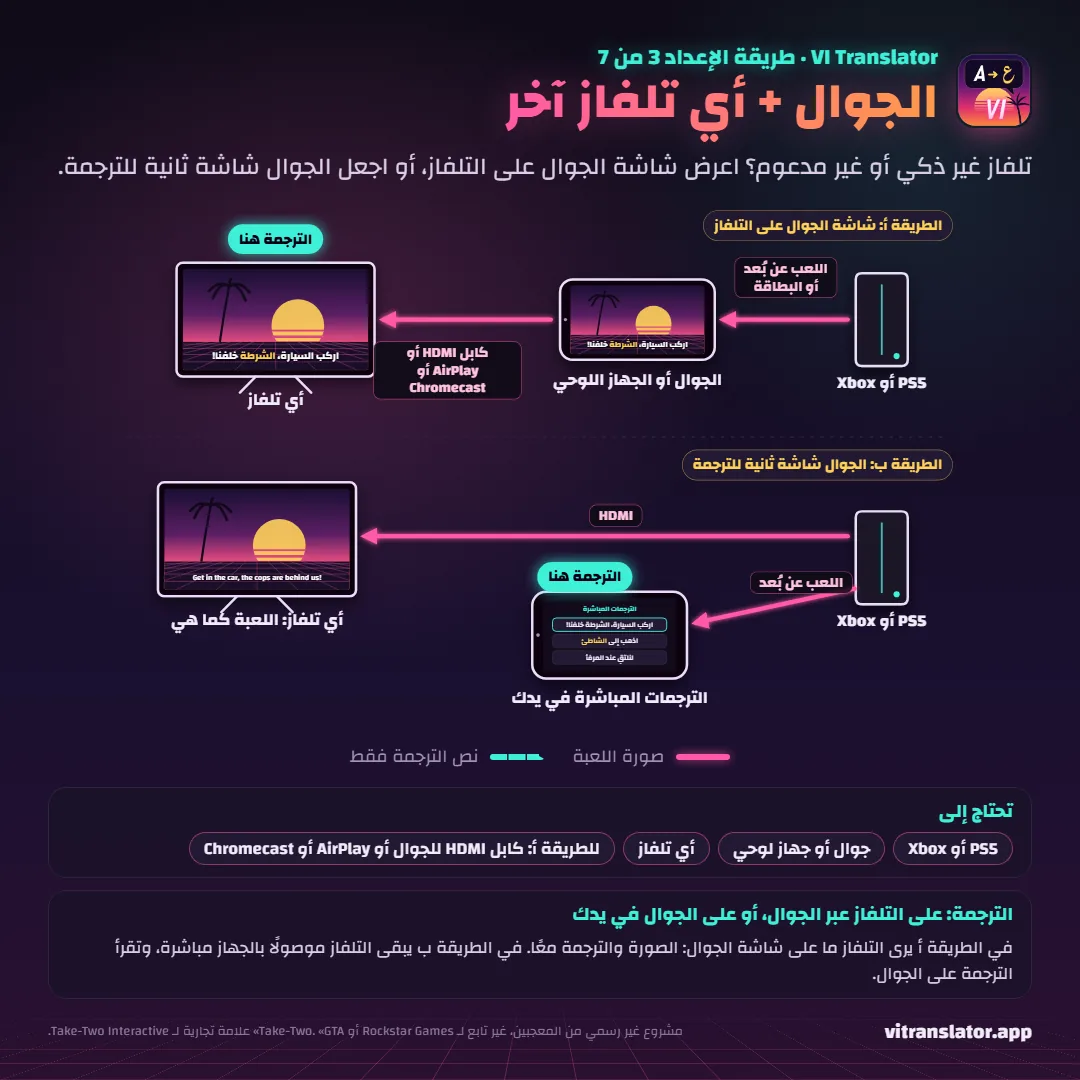 VI Translator · طريقة الإعداد 3 من 7
الجوال + أي تلفاز آخر
A→ع
VI
تلفاز غير ذكي أو غير مدعوم؟ اعرض شاشة الجوال على التلفاز، أو اجعل الجوال شاشة ثانية للترجمة.
الطريقة أ: شاشة الجوال على التلفاز
الترجمة هنا
اللعب عن بُعد
أو البطاقة
اركب السيارة، الشرطة خلفنا!
اركب السيارة، الشرطة خلفنا!
كابل HDMI أو
AirPlay أو
Chromecast
PS5 أو Xbox
الجوال أو الجهاز اللوحي
أي تلفاز
الطريقة ب: الجوال شاشة ثانية للترجمة
HDMI
Get in the car, the cops are behind us!
الترجمة هنا
اللعب عن بُعد
الترجمات المباشرة
اركب السيارة، الشرطة خلفنا!
اذهب إلى الشاطئ
لنلتقِ عند المرفأ
PS5 أو Xbox
أي تلفاز: اللعبة كما هي
الترجمات المباشرة في يدك
صورة اللعبة
نص الترجمة فقط
تحتاج إلى
PS5 أو Xbox
جوال أو جهاز لوحي
أي تلفاز
للطريقة أ: كابل HDMI للجوال أو AirPlay أو Chromecast
الترجمة: على التلفاز عبر الجوال، أو على الجوال في يدك
في الطريقة أ يرى التلفاز ما على شاشة الجوال: الصورة والترجمة معًا. في الطريقة ب يبقى التلفاز موصولًا بالجهاز مباشرة، وتقرأ
الترجمة على الجوال.
vitranslator.app
مشروع غير رسمي من المعجبين، غير تابع لـ Rockstar Games أو Take-Two. «GTA» علامة تجارية لـ Take-Two Interactive.